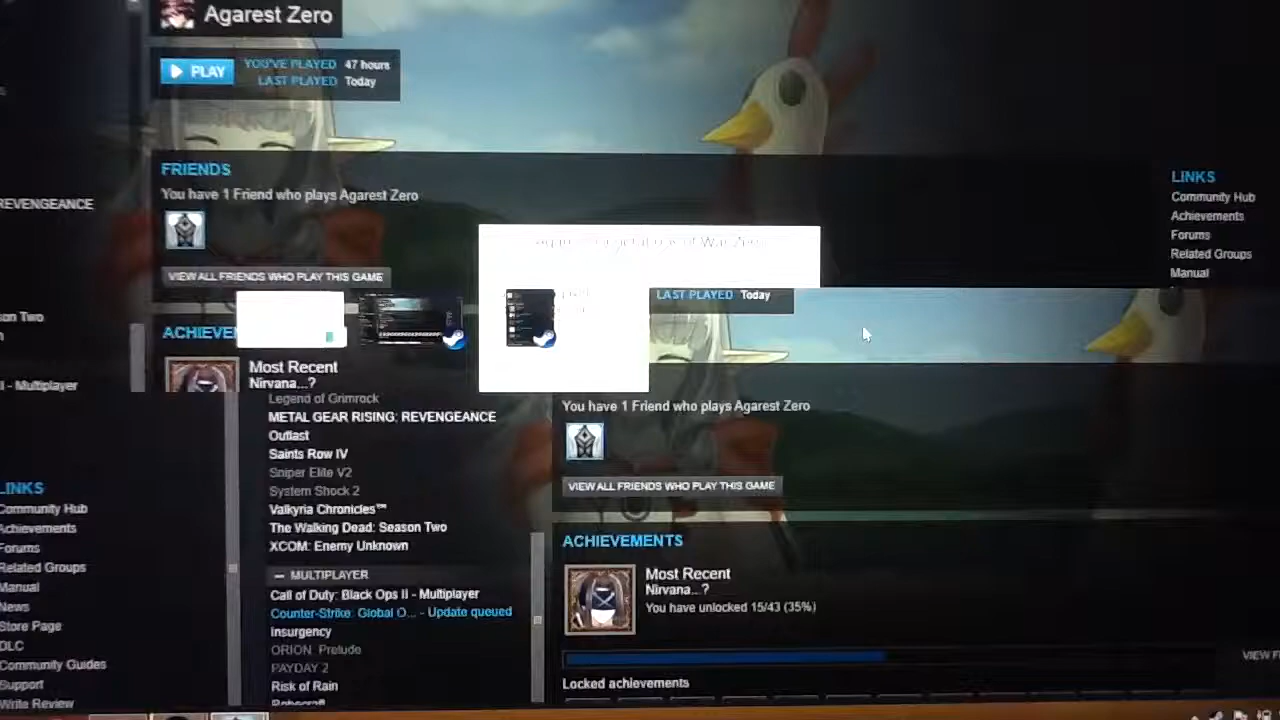 Agarest Zero
PLAY
YOU'VE PLAYED 47 hours
LAST PLAYED Today
FRIENDS
You have 1 Friend who plays Agarest Zero
VIEW ALL FRIENDS WHO PLAY THIS GAME
REVENGEANCE
LINKS
Community Hub
Achievements
Forums
Related Groups
Manual
LAST PLAYED Today
ACHIEVE
Most Recent
Nirvana...?
- Multiplayer
Legend of Grimrock
METAL GEAR RISING: REVENGEANCE
Outlast
Saints Row IV
Sniper Elite V2
System Shock 2
Valkyria Chronicles™
The Walking Dead: Season Two
XCOM: Enemy Unknown
— MULTIPLAYER
Call of Duty: Black Ops II - Multiplayer
Counter-Strike: Global O... - Update queued
Insurgency
ORION: Prelude
PAYDAY 2
Risk of Rain
You have 1 Friend who plays Agarest Zero
VIEW ALL FRIENDS WHO PLAY THIS GAME
ACHIEVEMENTS
Most Recent
Nirvana...?
You have unlocked 15/43 (35%)
VIEW
Locked achievements
LINKS
Community Hub
Achievements
Forums
Related Groups
Manual
News
Store Page
DLC
Community Guides
Support
Write Review